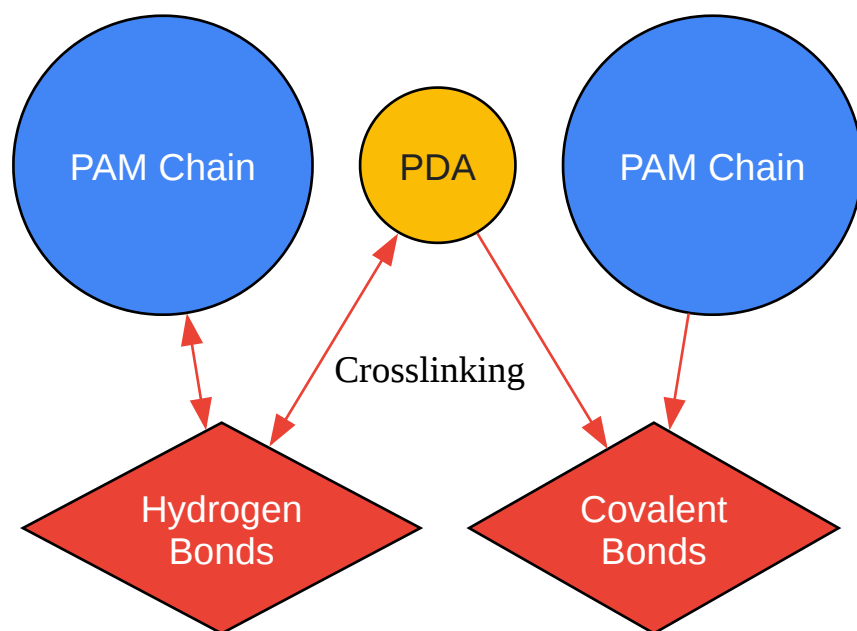 PAM Chain
PDA
PAM Chain
Crosslinking
Hydrogen
Bonds
Covalent
Bonds